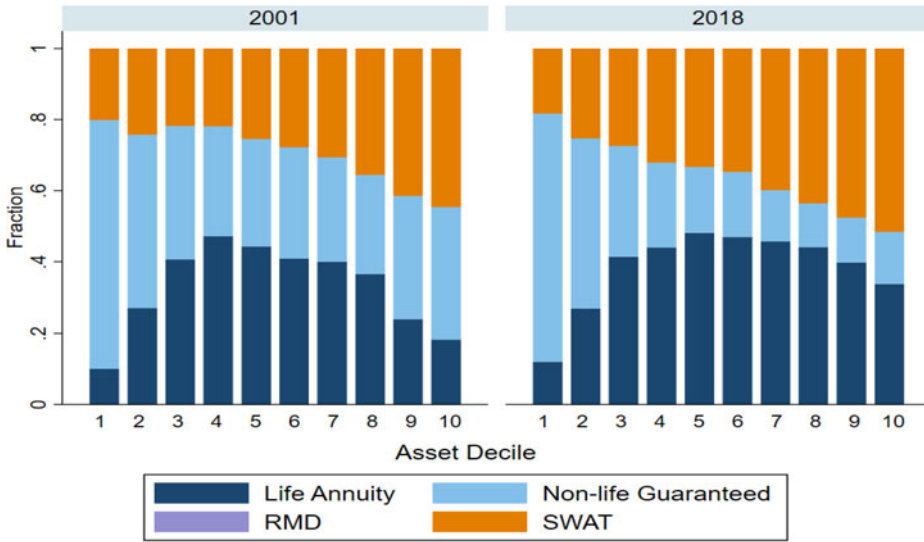 2001 2018
1
.8
.6
.4
.2
0
Fraction
1 2 3 4 5 6 7 8 9 10 1 2 3 4 5 6 7 8 9 10
Asset Decile
Life Annuity Non-life Guaranteed
RMD SWAT